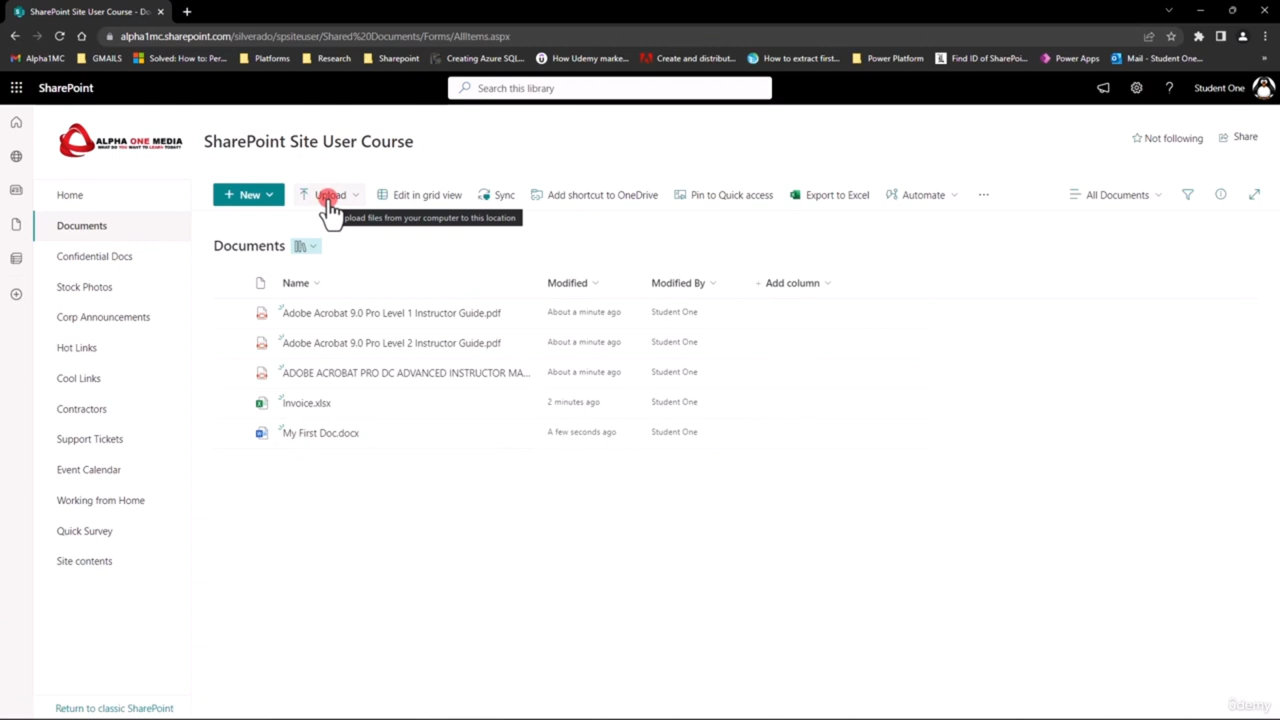 SharePoint Site User Course - Do
alpha1mc.sharepoint.com/silverado/spsiteuser/Shared%20Documents/Forms/AllItems.aspx
Alpha1MC GMAILS Solved: How to: Per... Platforms Research Sharepoint Creating Azure SQL... How Udemy marke... Create and distribut... How to extract first... Power Platform Find ID of SharePoi... Power Apps Mail - Student One... »
SharePoint
Search this library
? Student One
ALPHA ONE MEDIA
WHAT DO YOU WANT TO LEARN TODAY?
SharePoint Site User Course
Not following Share
+ New Upload Edit in grid view Sync Add shortcut to OneDrive Pin to Quick access Export to Excel Automate ... All Documents
pload files from your computer to this location
Home
Documents
Confidential Docs
Stock Photos
Corp Announcements
Hot Links
Cool Links
Contractors
Support Tickets
Event Calendar
Working from Home
Quick Survey
Site contents
Return to classic SharePoint
Documents
Name Modified Modified By + Add column
Adobe Acrobat 9.0 Pro Level 1 Instructor Guide.pdf About a minute ago Student One
Adobe Acrobat 9.0 Pro Level 2 Instructor Guide.pdf About a minute ago Student One
ADOBE ACROBAT PRO DC ADVANCED INSTRUCTOR MA... About a minute ago Student One
Invoice.xlsx 2 minutes ago Student One
My First Doc.docx A few seconds ago Student One
ûdemy